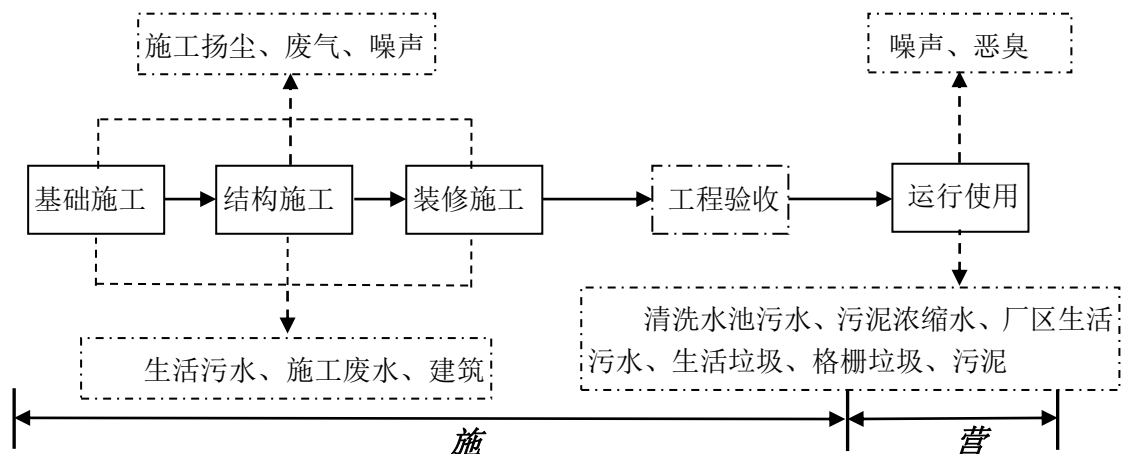 施工扬尘、废气、噪声
噪声、恶臭
基础施工
结构施工
装修施工
工程验收
运行使用
生活污水、施工废水、建筑
清洗水池污水、污泥浓缩水、厂区生活
污水、生活垃圾、格栅垃圾、污泥
施
营